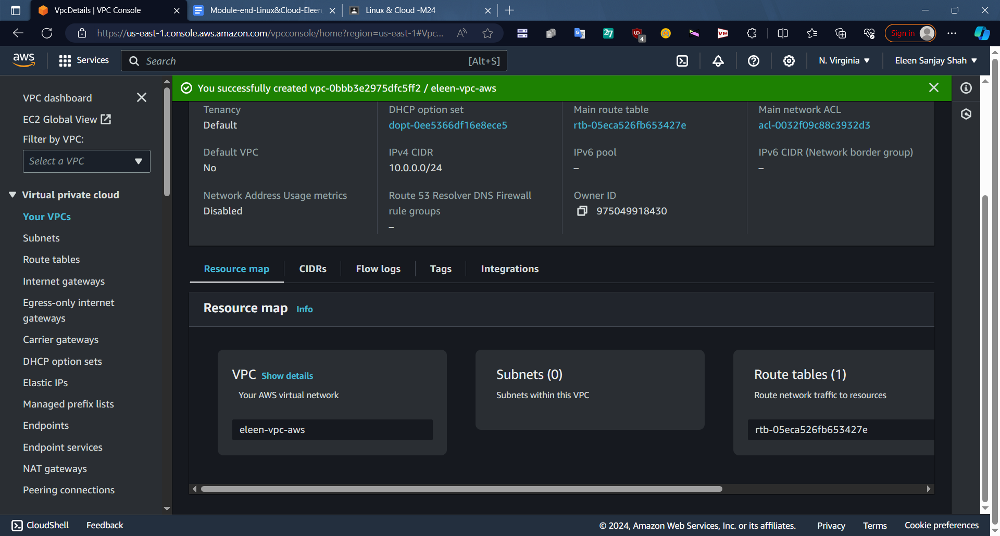 VpcDetails | VPC Console
Module-end-Linux&Cloud-Eleen
Linux & Cloud -M24
https://us-east-1.console.aws.amazon.com/vpcconsole/home?region=us-east-1#Vpc...
27
4
VM
Sign in
aws
Services
Search
[Alt+S]
N. Virginia
Eleen Sanjay Shah
VPC dashboard
EC2 Global View
Filter by VPC:
Select a VPC
Virtual private cloud
Your VPCs
Subnets
Route tables
Internet gateways
Egress-only internet
gateways
Carrier gateways
DHCP option sets
Elastic IPs
Managed prefix lists
Endpoints
Endpoint services
NAT gateways
Peering connections
You successfully created vpc-0bbb3e2975dfc5ff2 / eleen-vpc-aws
Tenancy
Default
DHCP option set
dopt-0ee5366df16e8ece5
Main route table
rtb-05eca526fb653427e
Main network ACL
acl-0032f09c88c3932d3
Default VPC
No
IPv4 CIDR
10.0.0.0/24
IPv6 pool
–
IPv6 CIDR (Network border group)
–
Network Address Usage metrics
Disabled
Route 53 Resolver DNS Firewall
rule groups
–
Owner ID
975049918430
Resource map
CIDRs
Flow logs
Tags
Integrations
Resource map Info
VPC Show details
Your AWS virtual network
eleen-vpc-aws
Subnets (0)
Subnets within this VPC
Route tables (1)
Route network traffic to resources
rtb-05eca526fb653427e
CloudShell
Feedback
© 2024, Amazon Web Services, Inc. or its affiliates.
Privacy
Terms
Cookie preferences